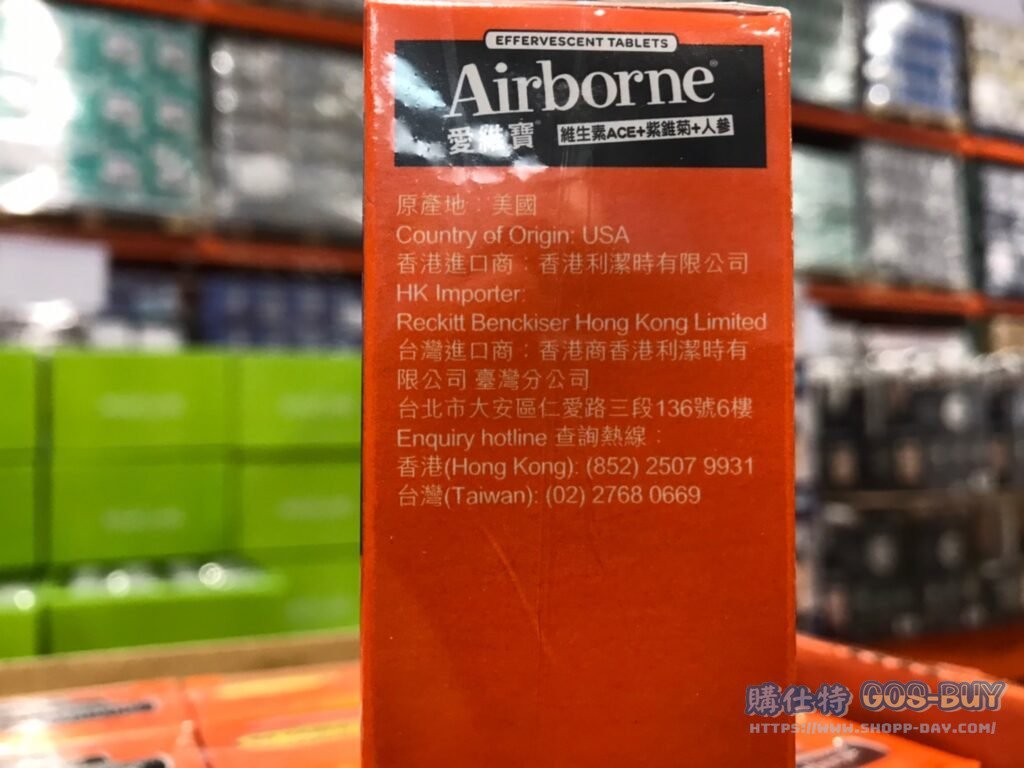 EFFERVESCENT TABLETS
Airborne®
愛維寶® 維生素ACE+紫錐菊+人參
原產地：美國
Country of Origin: USA
香港進口商：香港利潔時有限公司
HK Importer:
Reckitt Benckiser Hong Kong Limited
台灣進口商：香港商香港利潔時有
限公司 臺灣分公司
台北市大安區仁愛路三段136號6樓
Enquiry hotline 查詢熱線：
香港(Hong Kong): (852) 2507 9931
台灣(Taiwan): (02) 2768 0669
購仕特 GOS-BUY
HTTPS://WWW.SHOPP-DAY.COM/